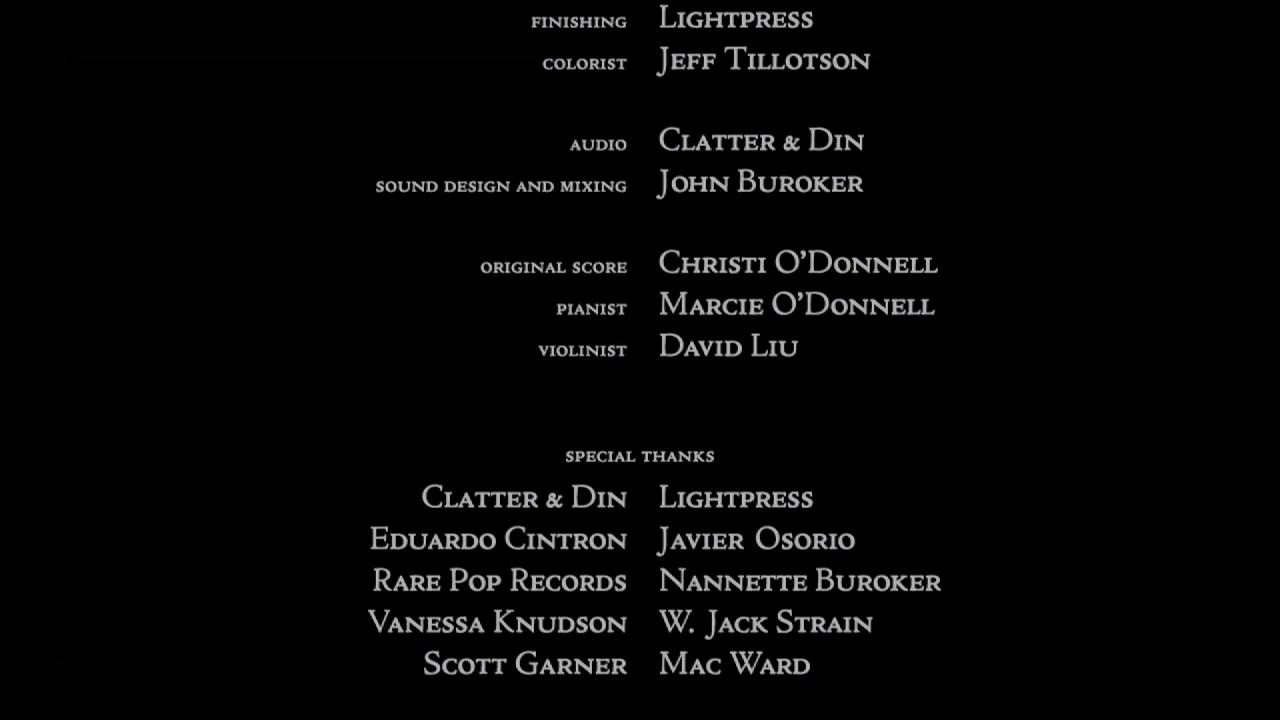 FINISHING LIGHTPRESS
COLORIST JEFF TILLOTSON
AUDIO CLATTER & DIN
SOUND DESIGN AND MIXING JOHN BUROKER
ORIGINAL SCORE CHRISTI O'DONNELL
PIANIST MARCIE O'DONNELL
VIOLINIST DAVID LIU
SPECIAL THANKS
CLATTER & DIN LIGHTPRESS
EDUARDO CINTRON JAVIER OSORIO
RARE POP RECORDS NANNETTE BUROKER
VANESSA KNUDSON W. JACK STRAIN
SCOTT GARNER MAC WARD